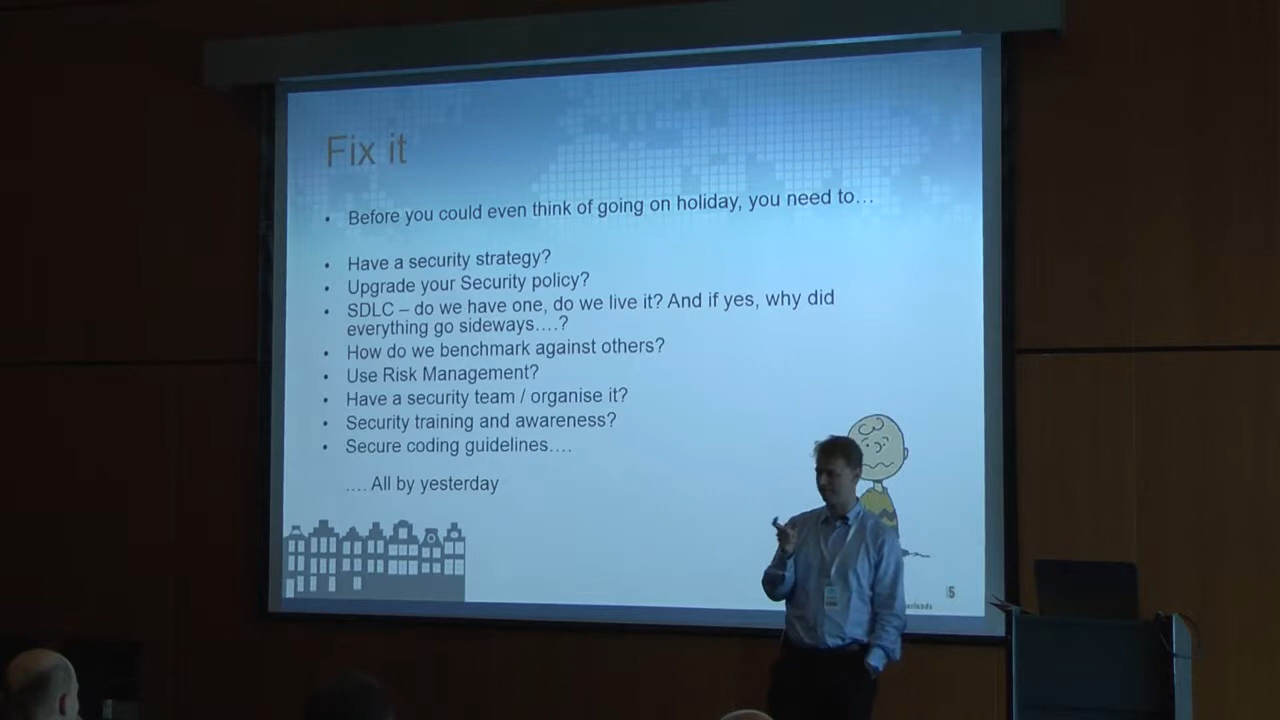 Fix it
• Before you could even think of going on holiday, you need to…
• Have a security strategy?
• Upgrade your Security policy?
• SDLC – do we have one, do we live it? And if yes, why did
everything go sideways….?
• How do we benchmark against others?
• Use Risk Management?
• Have a security team / organise it?
• Security training and awareness?
• Secure coding guidelines….
…. All by yesterday
5